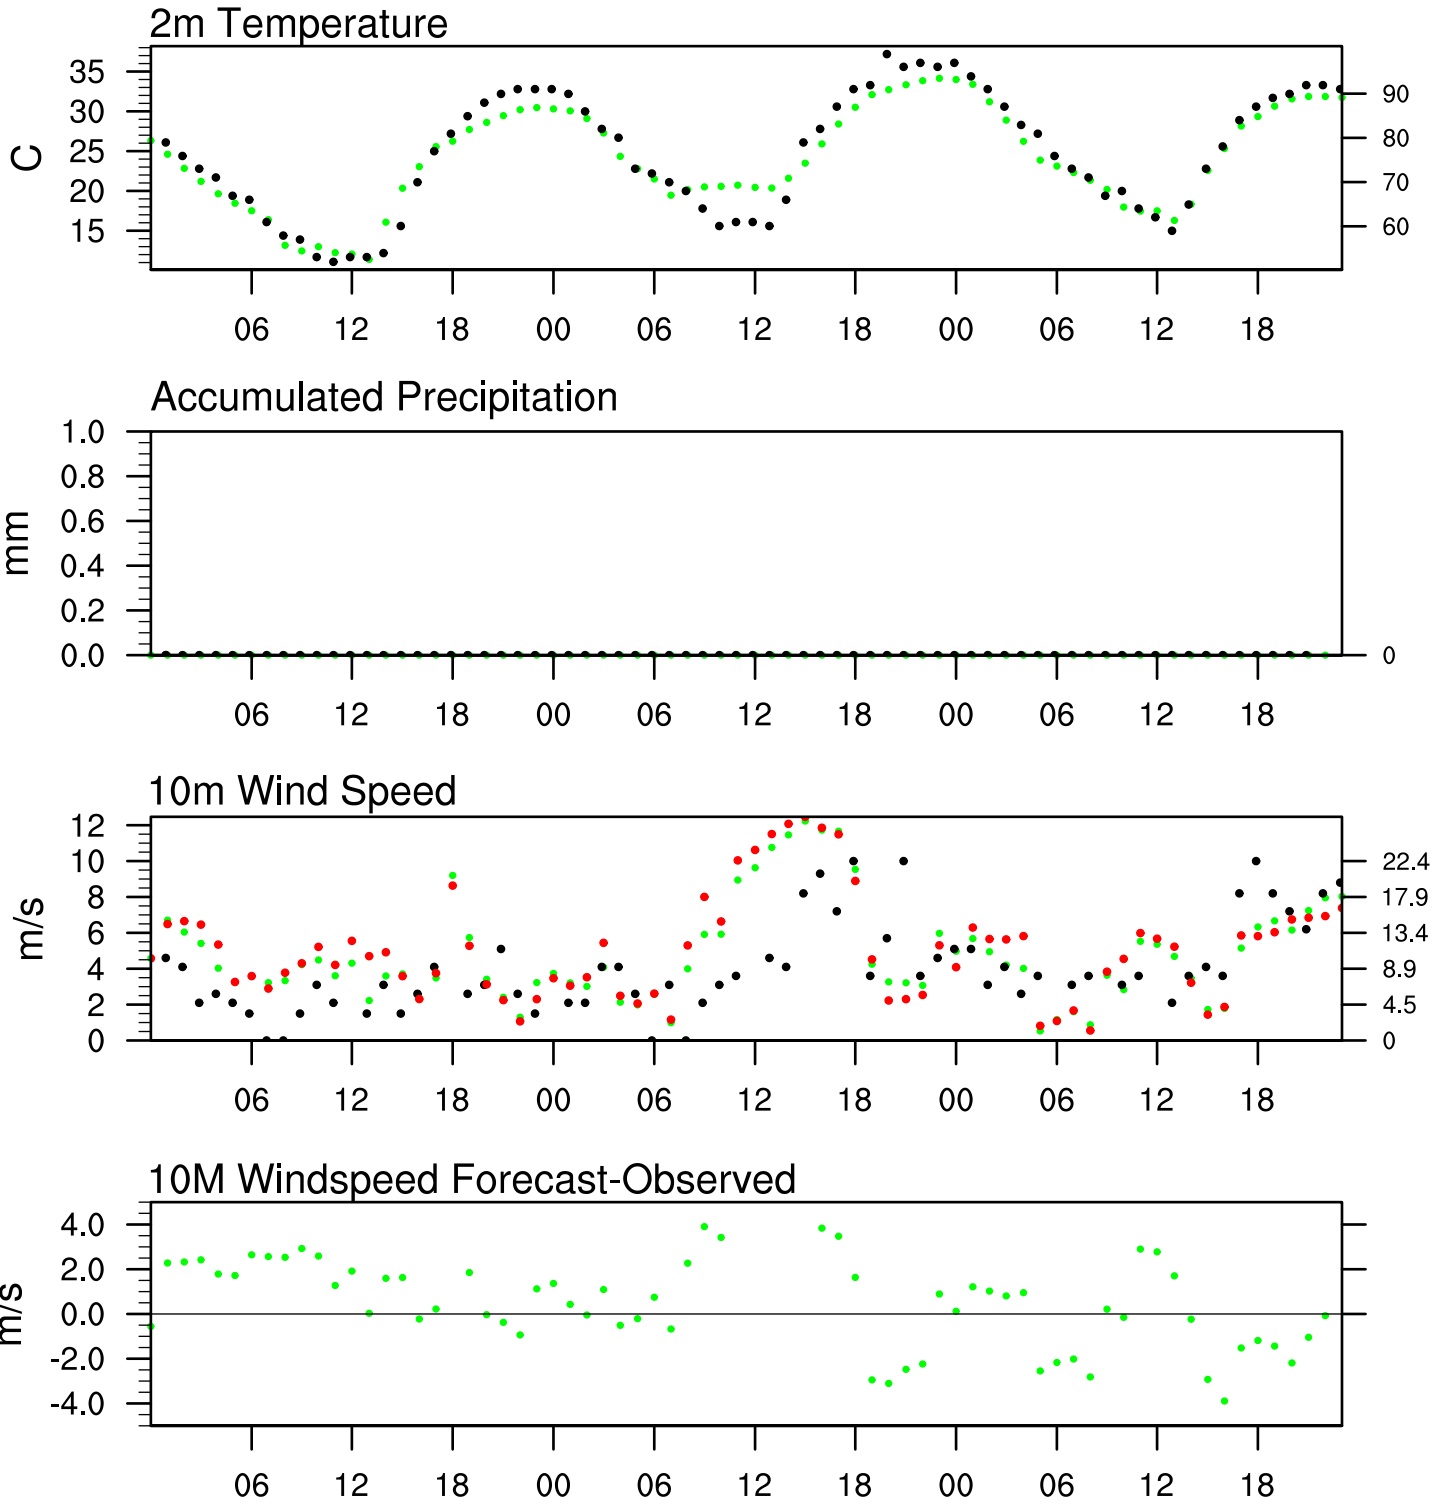 2m Temperature
C
35
30
25
20
15
90
80
70
60
06 12 18 00 06 12 18 00 06 12 18
Accumulated Precipitation
mm
1.0
0.8
0.6
0.4
0.2
0.0
0
06 12 18 00 06 12 18 00 06 12 18
10m Wind Speed
m/s
12
10
8
6
4
2
0
22.4
17.9
13.4
8.9
4.5
0
06 12 18 00 06 12 18 00 06 12 18
10M Windspeed Forecast-Observed
m/s
4.0
2.0
0.0
-2.0
-4.0
06 12 18 00 06 12 18 00 06 12 18